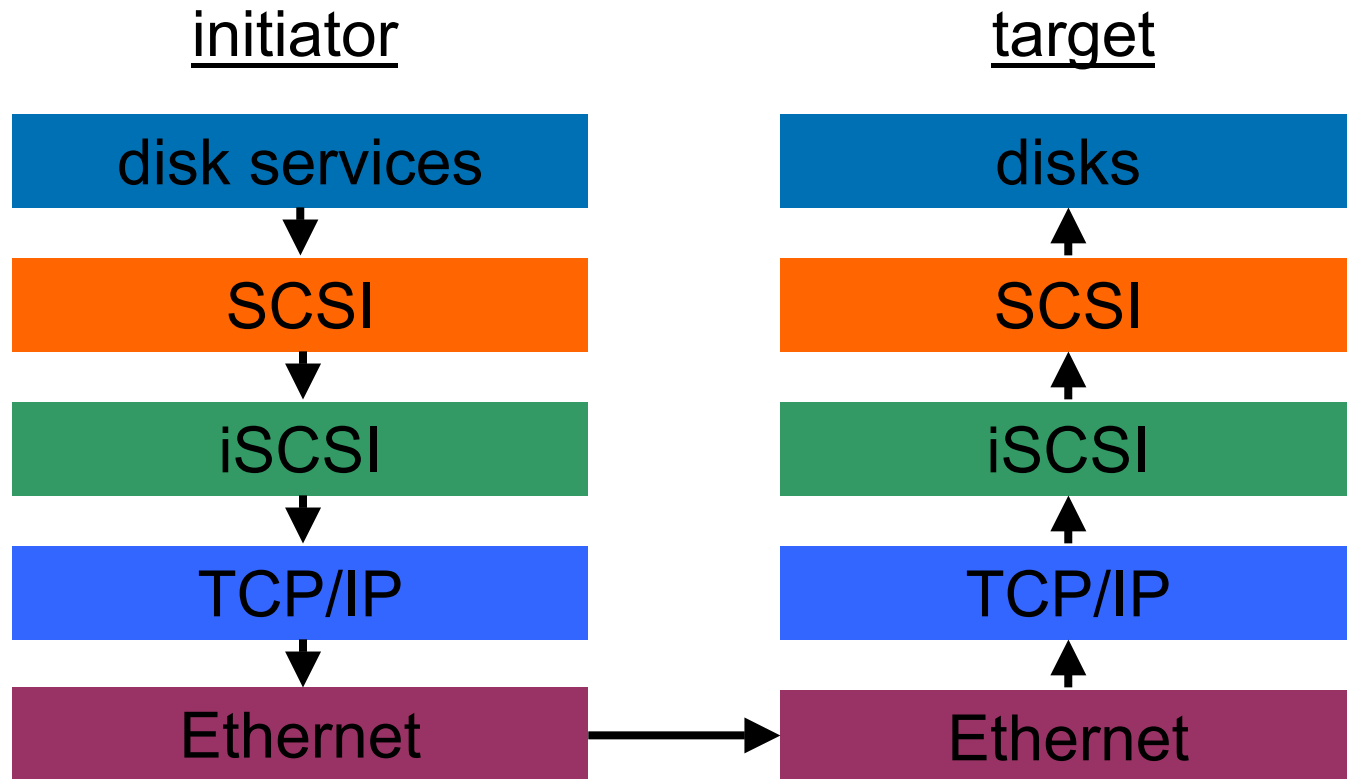 initiator
target
disk services
disks
SCSI
SCSI
iSCSI
iSCSI
TCP/IP
TCP/IP
Ethernet
Ethernet